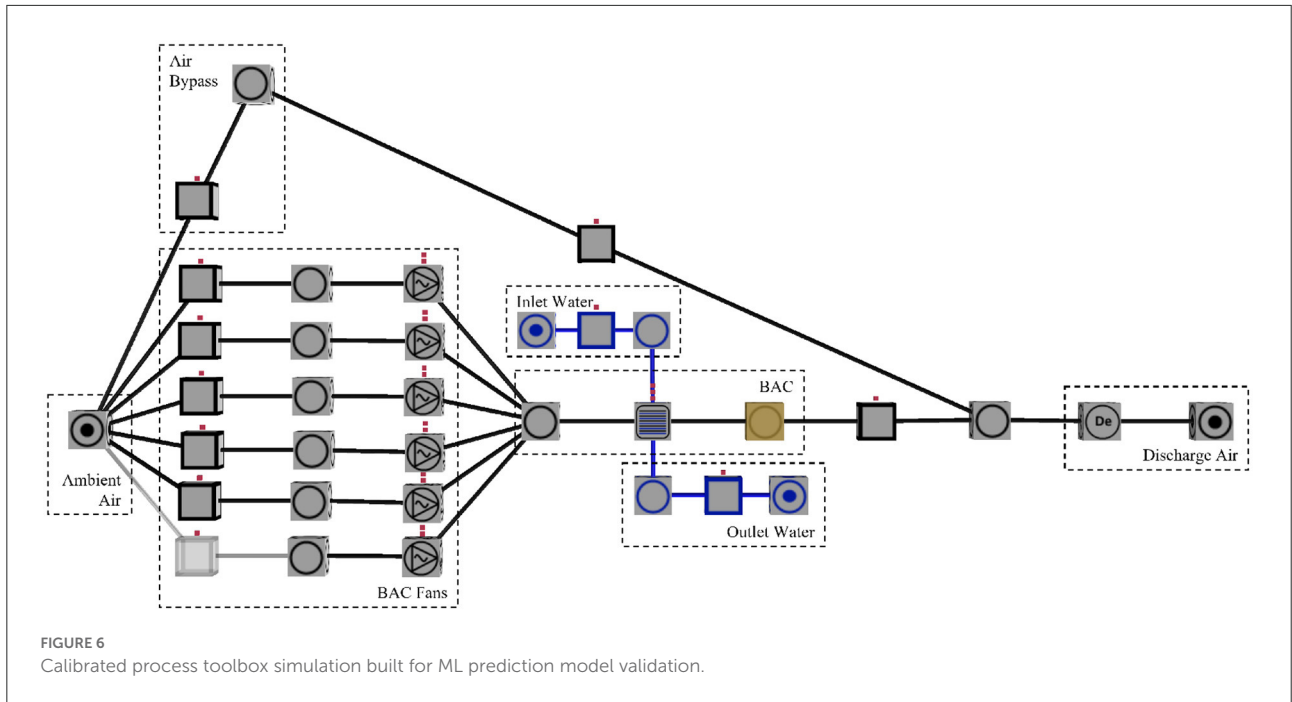 Air
Bypass
Inlet Water
BAC
De
Ambient
Air
Discharge Air
Outlet Water
BAC Fans
FIGURE 6
Calibrated process toolbox simulation built for ML prediction model validation.